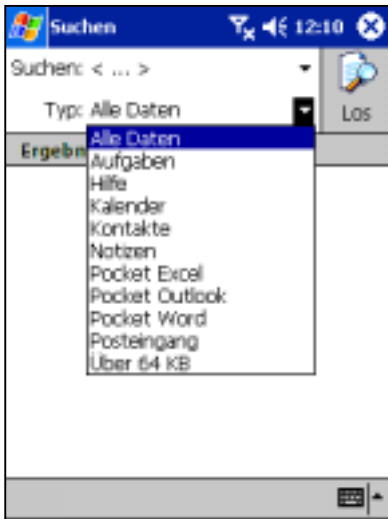 Suchen 12:10
Suchen: < ... >
Typ: Alle Daten
Los
Ergebn
Alle Daten
Aufgaben
Hilfe
Kalender
Kontakte
Notizen
Pocket Excel
Pocket Outlook
Pocket Word
Posteingang
Über 64 KB